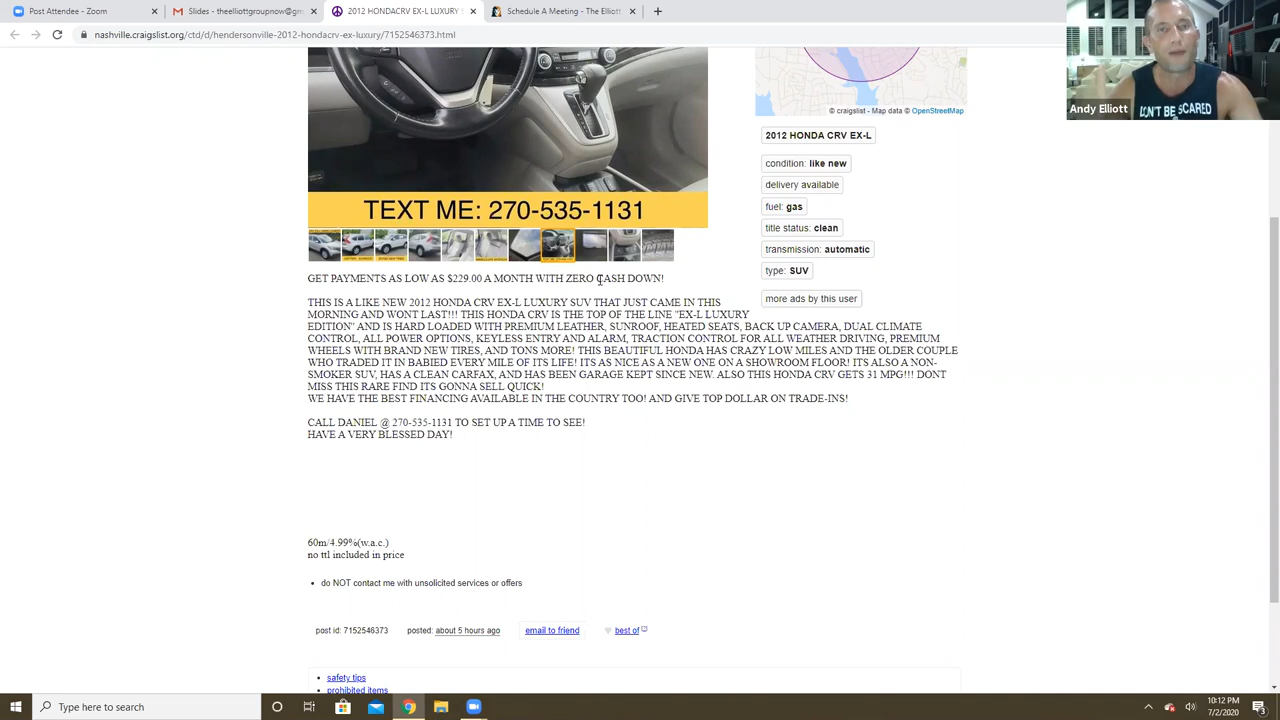 Post Attendee - Zoom
Slides - theelliottgroupnow@gm
2012 HONDACRV EX-L LUXURY S
Schedule A Meeting - The Elliott
nashville.craigslist.org/ctd/d/hendersonville-2012-hondacrv-ex-luxury/7152546373.html
Andy Elliott
DON'T BE SCARED
© craigslist - Map data © OpenStreetMap
2012 HONDA CRV EX-L
condition: like new
delivery available
fuel: gas
title status: clean
transmission: automatic
type: SUV
more ads by this user
TEXT ME: 270-535-1131
GET PAYMENTS AS LOW AS $229.00 A MONTH WITH ZERO CASH DOWN!
THIS IS A LIKE NEW 2012 HONDA CRV EX-L LUXURY SUV THAT JUST CAME IN THIS
MORNING AND WONT LAST!!! THIS HONDA CRV IS THE TOP OF THE LINE "EX-L LUXURY
EDITION" AND IS HARD LOADED WITH PREMIUM LEATHER, SUNROOF, HEATED SEATS, BACK UP CAMERA, DUAL CLIMATE
CONTROL, ALL POWER OPTIONS, KEYLESS ENTRY AND ALARM, TRACTION CONTROL FOR ALL WEATHER DRIVING, PREMIUM
WHEELS WITH BRAND NEW TIRES, AND TONS MORE! THIS BEAUTIFUL HONDA HAS CRAZY LOW MILES AND THE OLDER COUPLE
WHO TRADED IT IN BABIED EVERY MILE OF ITS LIFE! ITS AS NICE AS A NEW ONE ON A SHOWROOM FLOOR! ITS ALSO A NON-
SMOKER SUV, HAS A CLEAN CARFAX, AND HAS BEEN GARAGE KEPT SINCE NEW. ALSO THIS HONDA CRV GETS 31 MPG!!! DONT
MISS THIS RARE FIND ITS GONNA SELL QUICK!
WE HAVE THE BEST FINANCING AVAILABLE IN THE COUNTRY TOO! AND GIVE TOP DOLLAR ON TRADE-INS!
CALL DANIEL @ 270-535-1131 TO SET UP A TIME TO SEE!
HAVE A VERY BLESSED DAY!
60m/4.99%(w.a.c.)
no ttl included in price
do NOT contact me with unsolicited services or offers
post id: 7152546373 posted: about 5 hours ago email to friend best of
safety tips
prohibited items
Type here to search
10:12 PM
7/2/2020